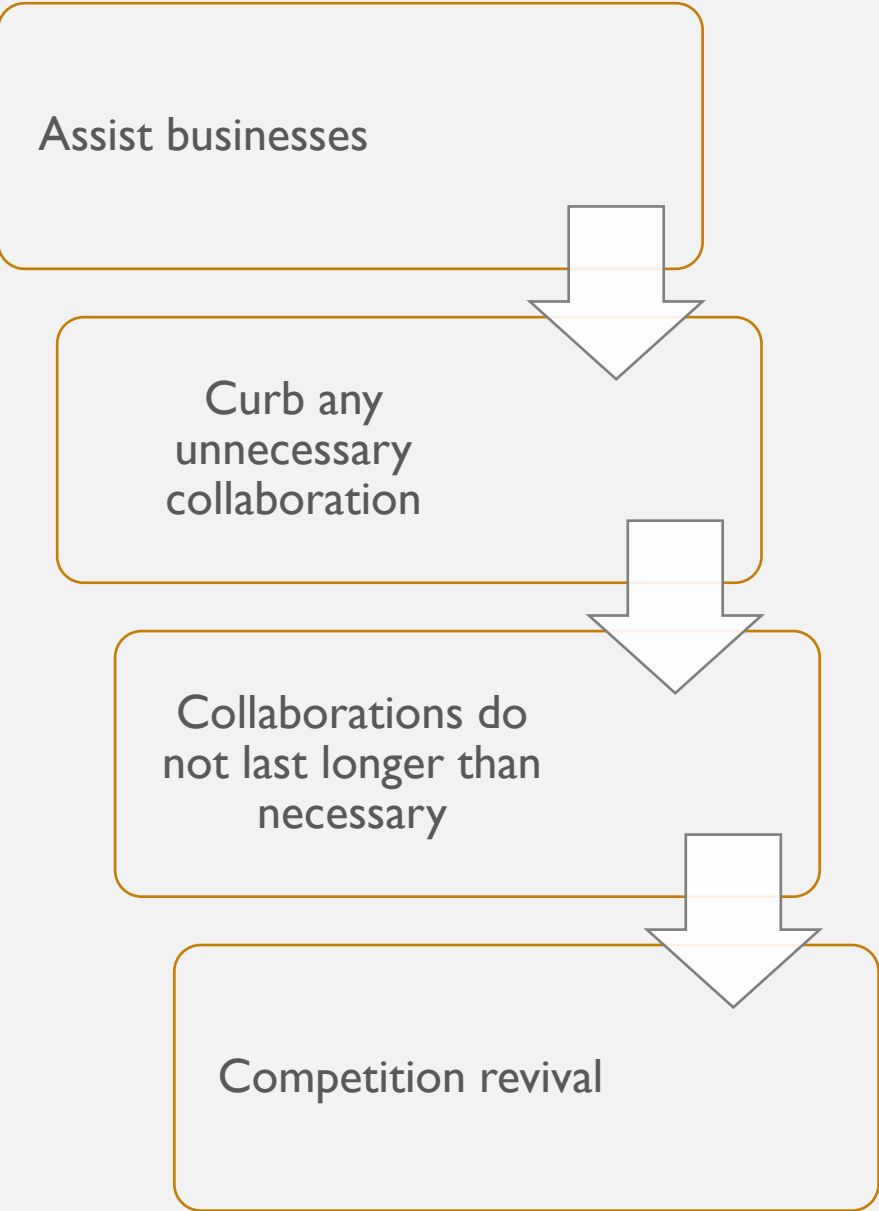 Assist businesses
Curb any
unnecessary
collaboration
Collaborations do
not last longer than
necessary
Competition revival